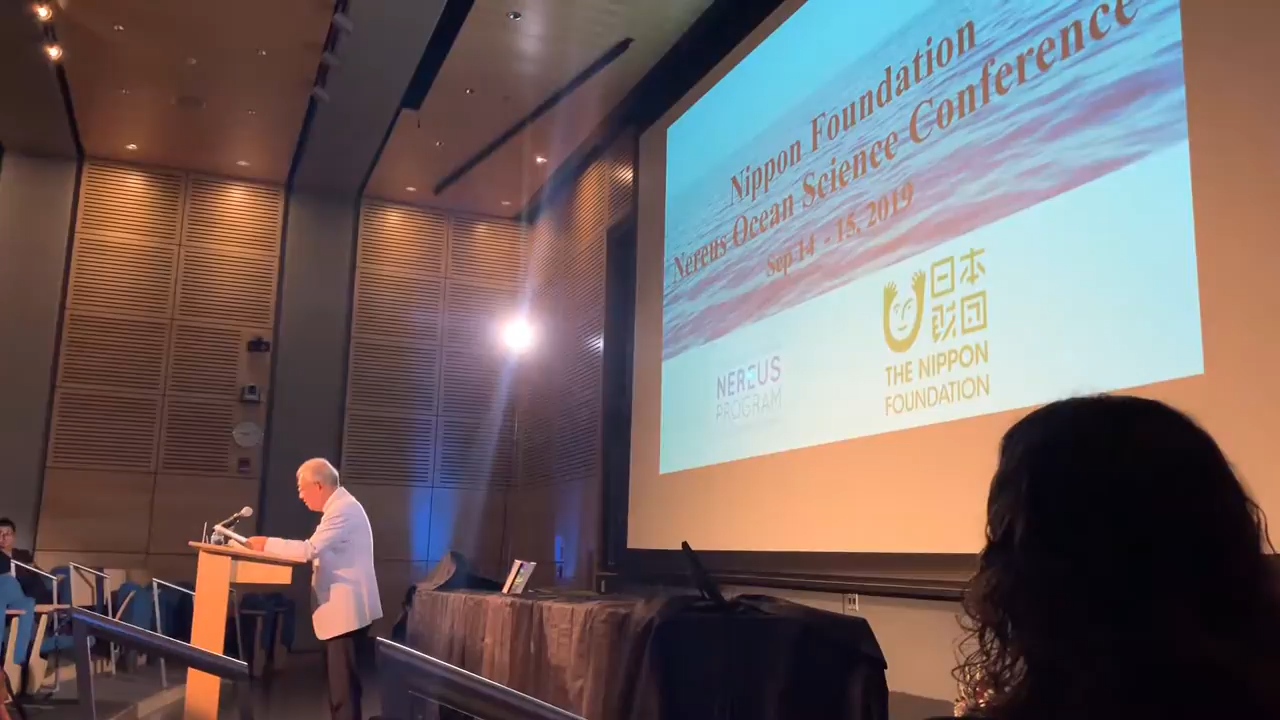 Nippon Foundation
Nereus Ocean Science Conference
Sep 14 - 15, 2019
NEREUS
PROGRAM
日本
財団
THE NIPPON
FOUNDATION